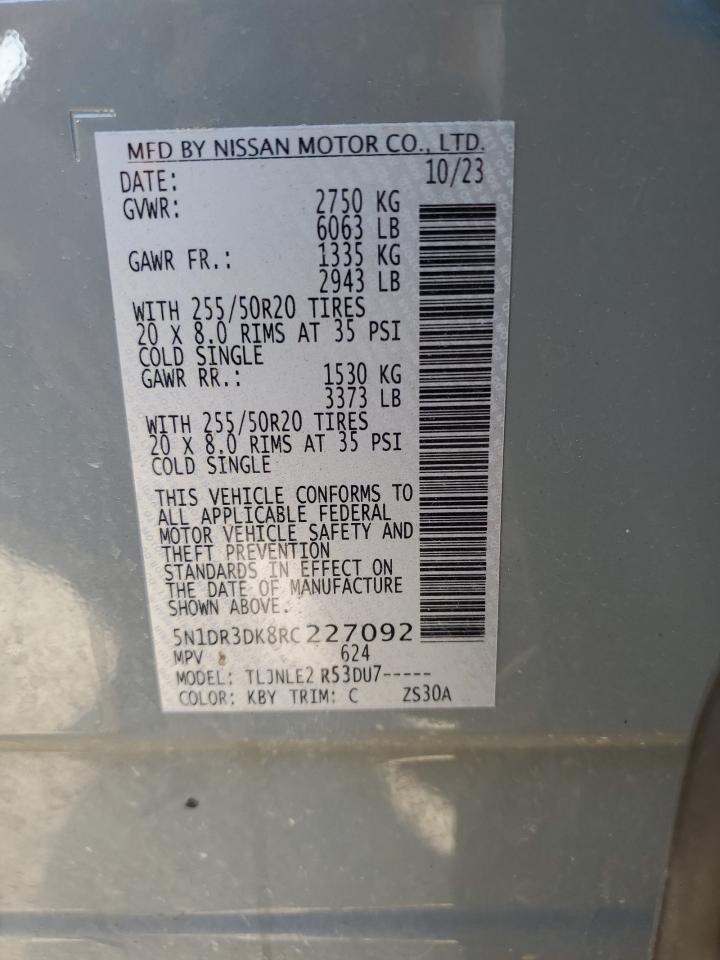 MFD BY NISSAN MOTOR CO., LTD.
DATE: 10/23
GVWR: 2750 KG
6063 LB
GAWR FR.: 1335 KG
2943 LB
WITH 255/50R20 TIRES
20 X 8.0 RIMS AT 35 PSI
COLD SINGLE
GAWR RR.: 1530 KG
3373 LB
WITH 255/50R20 TIRES
20 X 8.0 RIMS AT 35 PSI
COLD SINGLE
THIS VEHICLE CONFORMS TO
ALL APPLICABLE FEDERAL
MOTOR VEHICLE SAFETY AND
THEFT PREVENTION
STANDARDS IN EFFECT ON
THE DATE OF MANUFACTURE
SHOWN ABOVE.
5N1DR3DK8RC227092
MPV 624
MODEL: TLJNLE2 R53DU7-----
COLOR: KBY TRIM: C ZS30A